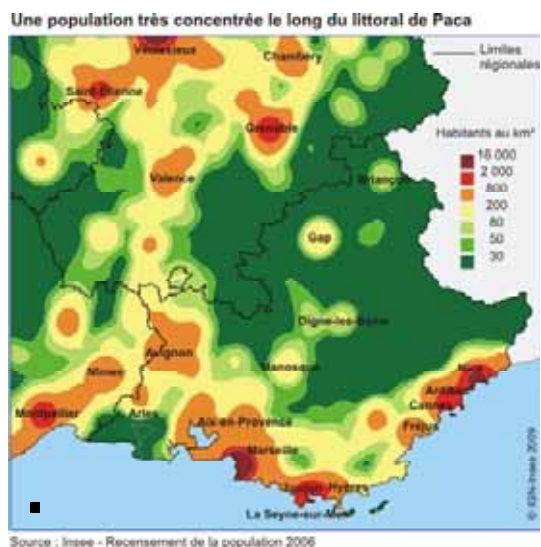 Une population très concentrée le long du littoral de Paca
Vénissieux
Chambéry
Limites
régionales
Saint-Étienne
Grenoble
Habitants au km²
16 000
2 000
800
200
80
50
30
Valence
Briançon
Gap
Digne-les-Bains
Avignon
Manosque
Nîmes
Nice
Antibes
Cannes
Montpellier
Arles
Aix-en-Provence
Fréjus
Marseille
Toulon
Hyères
La Seyne-sur-Mer
© IGN-Insee 2009
Source : Insee - Recensement de la population 2006